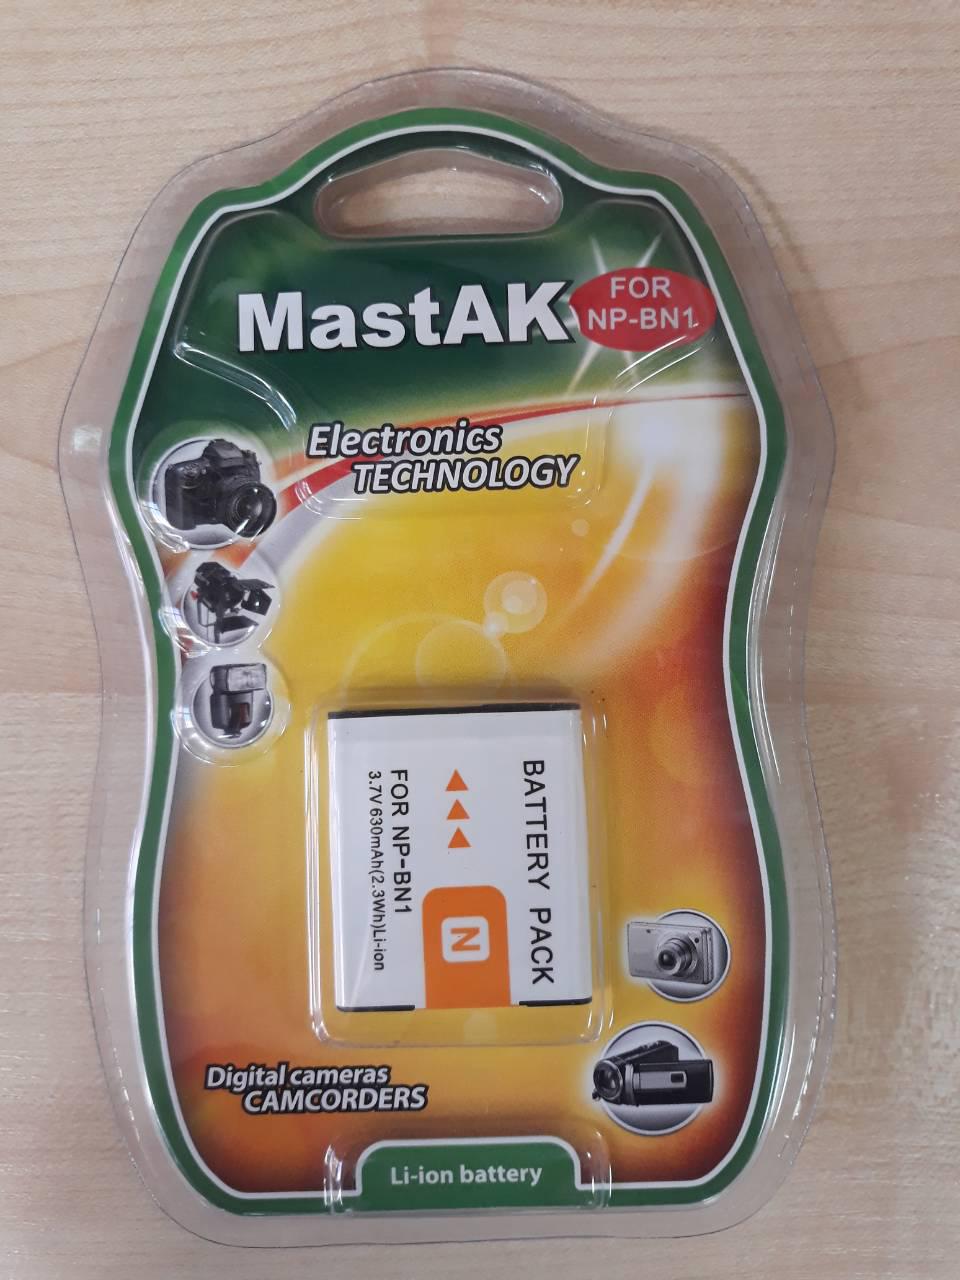 MastAK
FOR
NP-BN1
Electronics
TECHNOLOGY
BATTERY PACK
N
FOR NP-BN1
3.7V 630mAh(2.3Wh)Li-ion
Digital cameras
CAMCORDERS
Li-ion battery